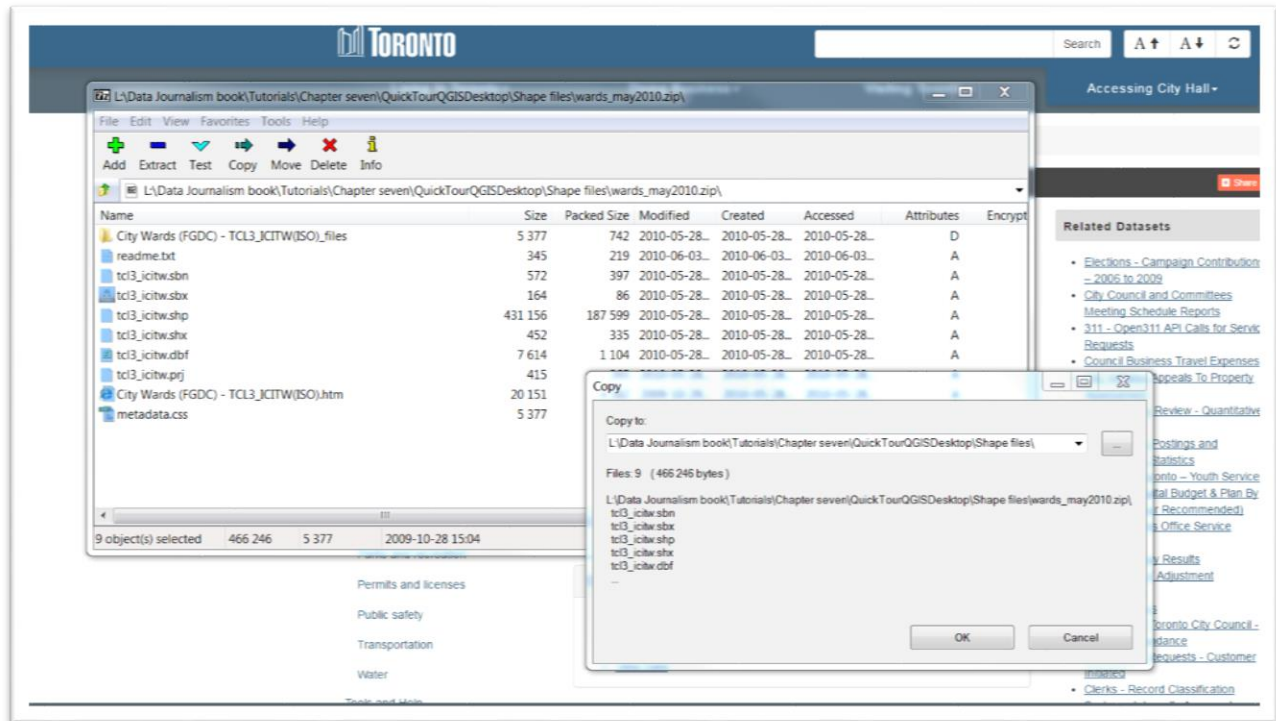 TORONTO
Search A A
Accessing City Hall
L:\Data Journalism book\Tutorials\Chapter seven\QuickTourQGISDesktop\Shape files\wards_may2010.zip\
File Edit View Favorites Tools Help
Add Extract Test Copy Move Delete Info
L:\Data Journalism book\Tutorials\Chapter seven\QuickTourQGISDesktop\Shape files\wards_may2010.zip\
Name Size Packed Size Modified Created Accessed Attributes Encrypt
City Wards (FGDC) - TCL3_ICITW(ISO)_files 5 377 742 2010-05-28... 2010-05-28... 2010-05-28... D
readme.txt 345 219 2010-06-03... 2010-06-03... 2010-06-03... A
tcl3_icitw.sbn 572 397 2010-05-28... 2010-05-28... 2010-05-28... A
tcl3_icitw.sbx 164 86 2010-05-28... 2010-05-28... 2010-05-28... A
tcl3_icitw.shp 431 156 187 599 2010-05-28... 2010-05-28... 2010-05-28... A
tcl3_icitw.shx 452 335 2010-05-28... 2010-05-28... 2010-05-28... A
tcl3_icitw.dbf 7 614 1 104 2010-05-28... 2010-05-28... 2010-05-28... A
tcl3_icitw.prj 415
City Wards (FGDC) - TCL3_ICITW(ISO).htm 20 151
metadata.css 5 377
9 object(s) selected 466 246 5 377 2009-10-28 15:04
Copy
Copy to:
L:\Data Journalism book\Tutorials\Chapter seven\QuickTourQGISDesktop\Shape files\
...
Files: 9 ( 466 246 bytes )
L:\Data Journalism book\Tutorials\Chapter seven\QuickTourQGISDesktop\Shape files\wards_may2010.zip\
tcl3_icitw.sbn
tcl3_icitw.sbx
tcl3_icitw.shp
tcl3_icitw.shx
tcl3_icitw.dbf
...
OK Cancel
Permits and licenses
Public safety
Transportation
Water
Tools and Help
Share
Related Datasets
Elections - Campaign Contributions
– 2006 to 2009
City Council and Committees
Meeting Schedule Reports
311 - Open311 API Calls for Servic
Requests
Council Business Travel Expenses
Appeals To Property
Review - Quantitative
Postings and
Statistics
onto – Youth Service
tal Budget & Plan By
r Recommended)
s Office Service
y Results
Adjustment
s
Toronto City Council -
dance
equests - Customer
Initiated
Clerks - Record Classification